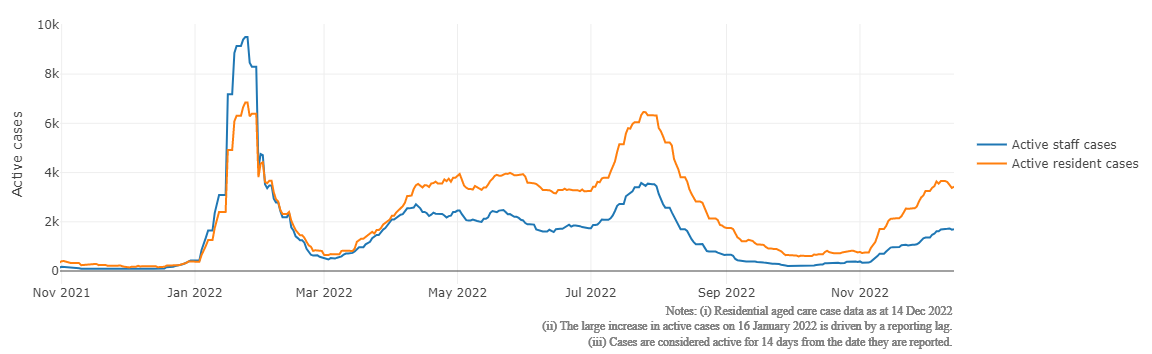 10k
8k
6k
4k
2k
0
Active cases
Nov 2021
Jan 2022
Mar 2022
May 2022
Jul 2022
Sep 2022
Nov 2022
Active staff cases
Active resident cases
Notes: (i) Residential aged care case data as at 14 Dec 2022
(ii) The large increase in active cases on 16 January 2022 is driven by a reporting lag.
(iii) Cases are considered active for 14 days from the date they are reported.